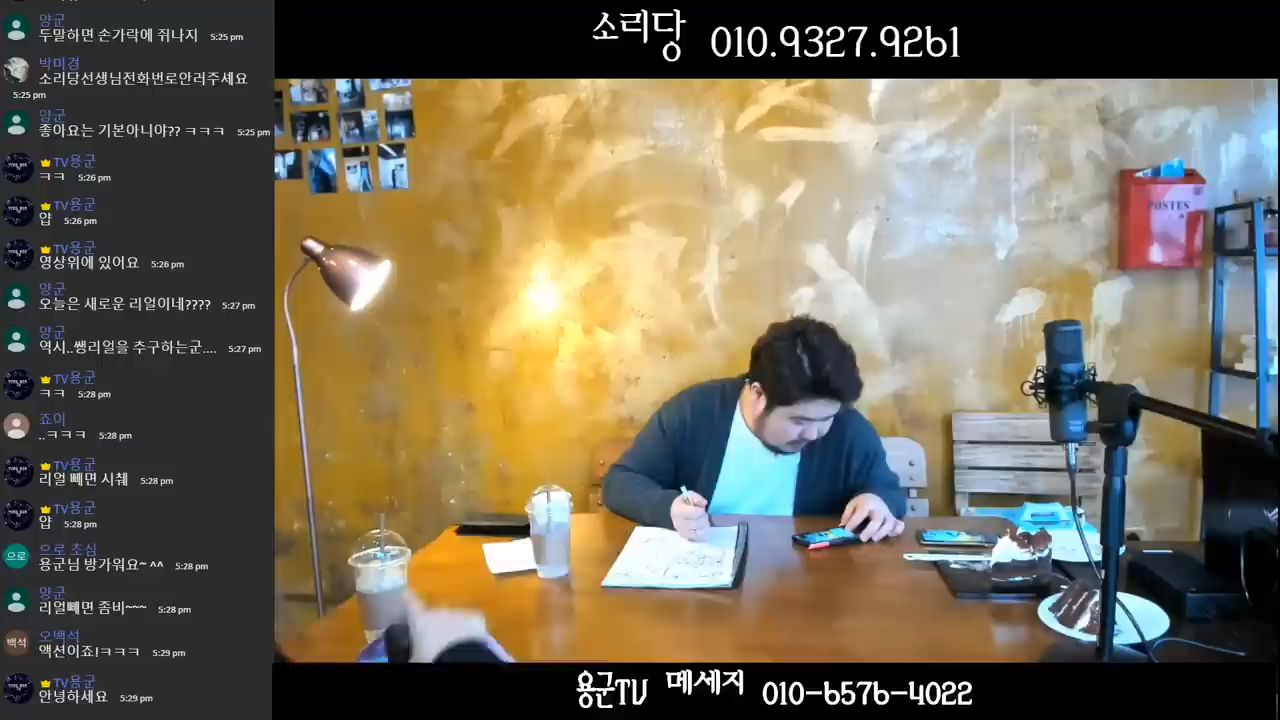 양군
두말하면 손가락에 쥐나지 5:25 pm
박미경
소리당선생님전화번로안러주세요
5:25 pm
양군
좋아요는 기본아니야?? ㅋㅋㅋ 5:25 pm
TV용군
ㅋㅋ 5:26 pm
TV용군
얍 5:26 pm
TV용군
영상위에 있어요 5:26 pm
양군
오늘은 새로운 리얼이네???? 5:27 pm
양군
역시..쌩리얼을 추구하는군.... 5:27 pm
TV용군
ㅋㅋ 5:28 pm
죠이
..ㅋㅋㅋ 5:28 pm
TV용군
리얼 빼면 시췌 5:28 pm
TV용군
얍 5:28 pm
으로
으로 초심
용군님 방가워요~ ^^ 5:28 pm
양군
리얼빼면 좀비~~~ 5:28 pm
백석
오백석
액션이죠!ㅋㅋㅋ 5:29 pm
TV용군
안녕하세요 5:29 pm
소리당 010.9327.9261
POSTES
용군TV 메세지 010-6576-4022